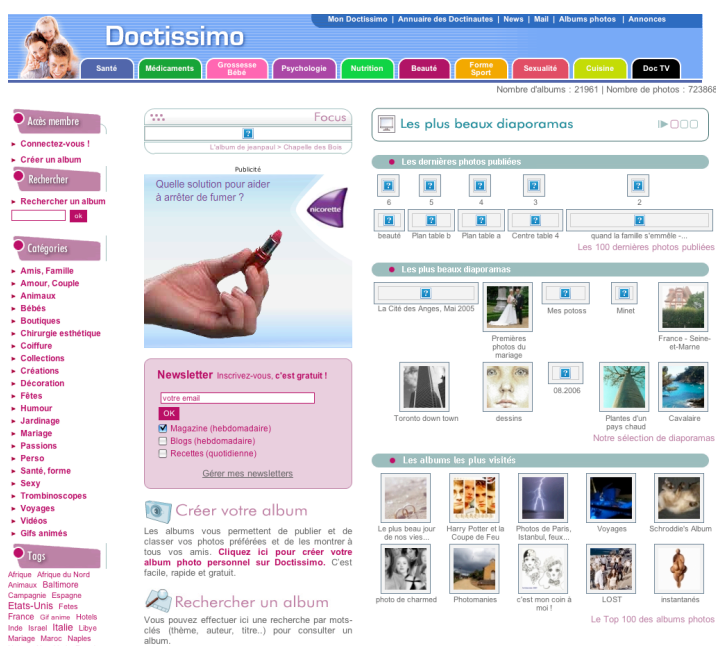 Mon Doctissimo | Annuaire des Doctinautes | News | Mail | Albums photos | Annonces
Doctissimo
Santé
Médicaments
Grossesse
Bébé
Psychologie
Nutrition
Beauté
Forme
Sport
Sexualité
Cuisine
Doc TV
Nombre d'albums : 21961 | Nombre de photos : 723868
Accès membre
► Connectez-vous !
► Créer un album
Rechercher
► Rechercher un album
ok
Catégories
► Amis, Famille
► Amour, Couple
► Animaux
► Bébés
► Boutiques
► Chirurgie esthétique
► Coiffure
► Collections
► Créations
► Décoration
► Fêtes
► Humour
► Jardinage
► Mariage
► Passions
► Perso
► Santé, forme
► Sexy
► Trombinoscopes
► Voyages
► Vidéos
► Gifs animés
Tags
Afrique Afrique du Nord
Animaux Baltimore
Campagnie Espagne
Etats-Unis Fetes
France Gif anime Hotels
Inde Israel Italie Libye
Mariage Maroc Naples
Focus
L'album de jeanpaul » Chapelle des Bois
Publicité
Quelle solution pour aider
à arrêter de fumer ?
nicorette
Newsletter Inscrivez-vous, c'est gratuit !
votre email
OK
Magazine (hebdomadaire)
Blogs (hebdomadaire)
Recettes (quotidienne)
Gérer mes newsletters
Créer votre album
Les albums vous permettent de publier et de
classer vos photos préférées et de les montrer à
tous vos amis. Cliquez ici pour créer votre
album photo personnel sur Doctissimo. C'est
facile, rapide et gratuit.
Rechercher un album
Vous pouvez effectuer ici une recherche par mots-
clés (thème, auteur, titre..) pour consulter un
album.
Les plus beaux diaporamas
Les dernières photos publiées
6
5
4
3
2
beauté
Plan table b
Plan table a
Centre table 4
quand la famille s'emmêle -...
Les 100 dernières photos publiées
Les plus beaux diaporamas
La Cité des Anges, Mai 2005
Premières
photos du
mariage
Mes potoss
Minet
France - Seine-
et-Marne
Toronto down town
dessins
08.2006
Plantes d'un
pays chaud
Cavalaire
Notre sélection de diaporamas
Les albums les plus visités
Le plus beau jour
de nos vies...
Harry Potter et la
Coupe de Feu
Photos de Paris,
Istanbul, feux...
Voyages
Schroddie's Album
photo de charmed
Photomanies
c'est mon coin à
moi !
LOST
instantanés
Le Top 100 des albums photos